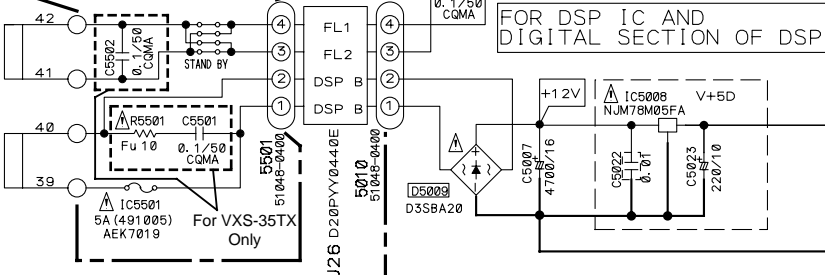 42
41
40
39
C5502
0.1/50
CQMA
STAND BY
R5501
Fu 10
C5501
0.1/50
CQMA
IC5501
5A (491005)
AEK7019
For VXS-35TX
Only
4
3
2
1
5501
51048-0400
FL1
FL2
DSP B
DSP B
J26 D20PYY0440E
4
3
2
1
5010
51048-0400
0.1/50
CQMA
FOR DSP IC AND
DIGITAL SECTION OF DSP
D5009
D3SBA20
+12V
C5007
4700/16
IC5008
NJM78M05FA
V+5D
C5022
0.01
C5023
220/10